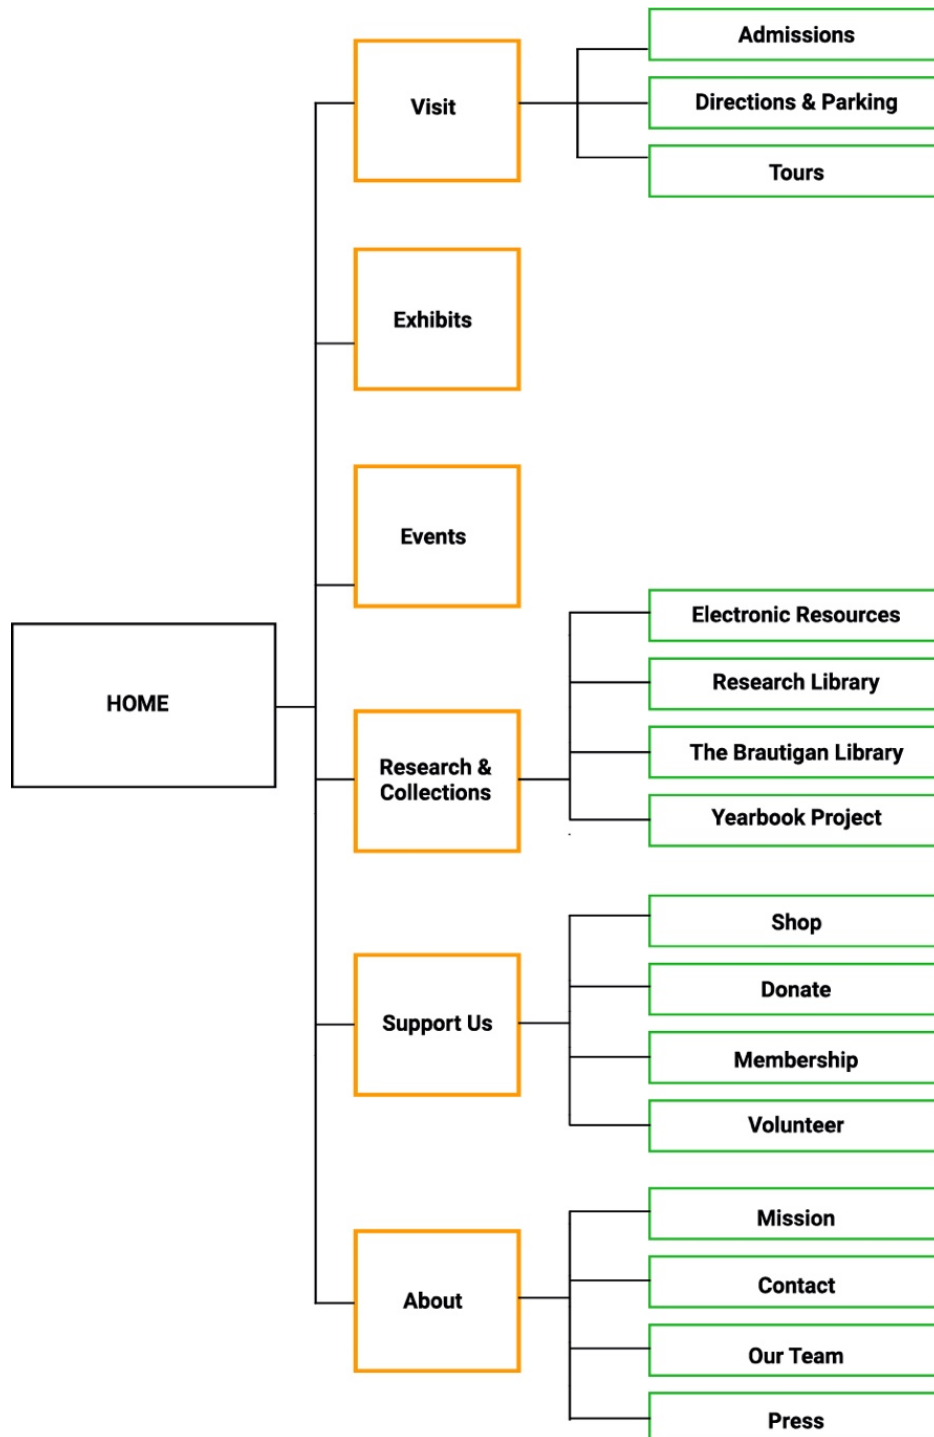 HOME
Visit
Admissions
Directions & Parking
Tours
Exhibits
Events
Research &
Collections
Electronic Resources
Research Library
The Brautigan Library
Yearbook Project
Support Us
Shop
Donate
Membership
Volunteer
About
Mission
Contact
Our Team
Press